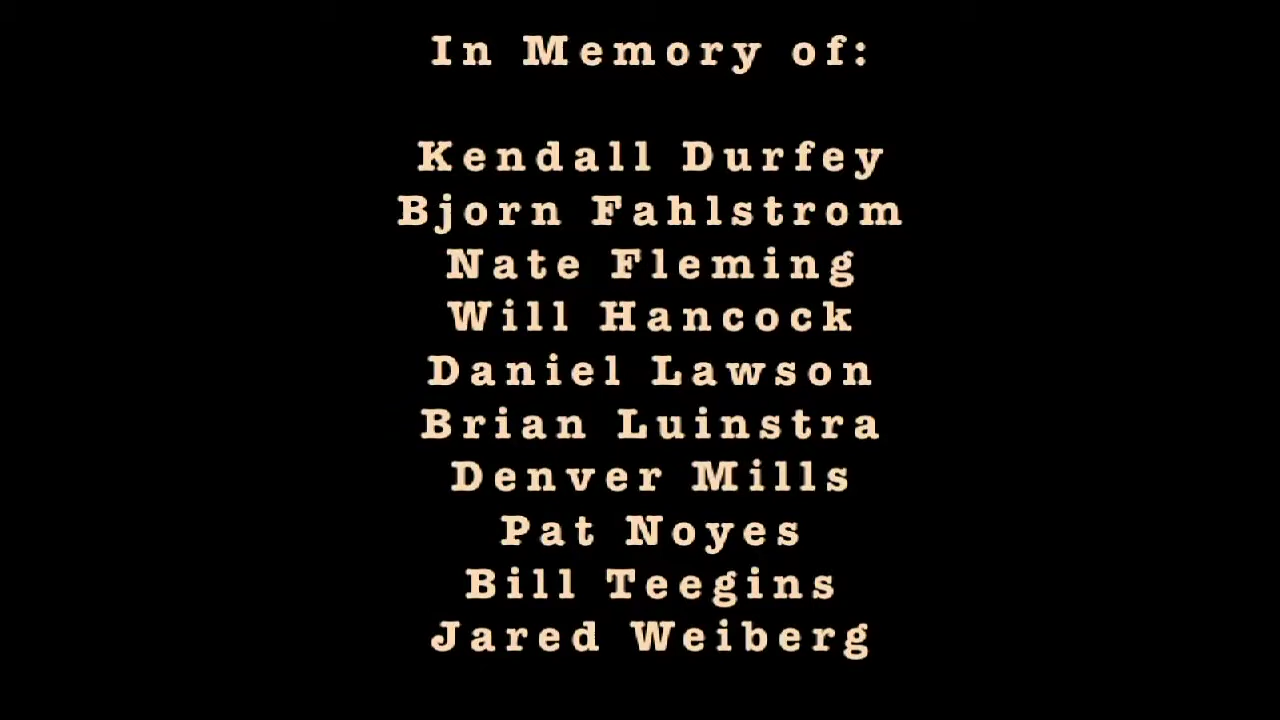 In Memory of:
Kendall Durfey
Bjorn Fahlstrom
Nate Fleming
Will Hancock
Daniel Lawson
Brian Luinstra
Denver Mills
Pat Noyes
Bill Teegins
Jared Weiberg